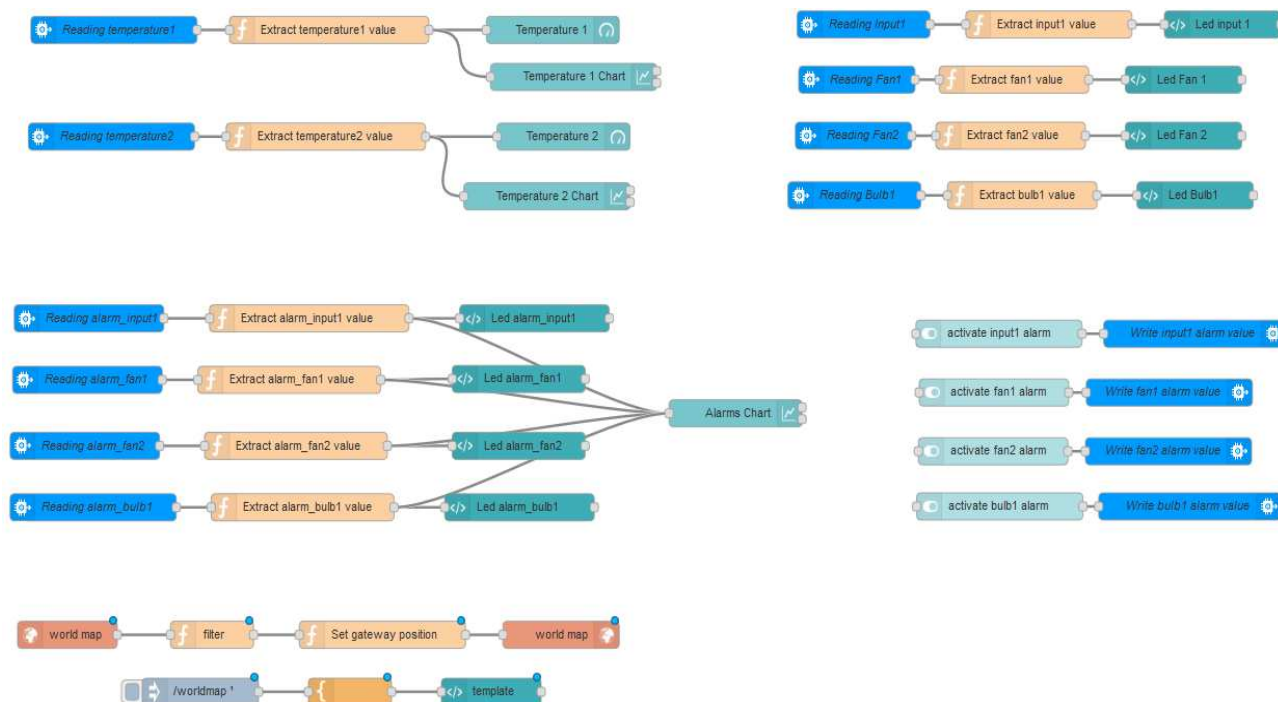 Reading temperature1
Extract temperature1 value
Temperature 1
Temperature 1 Chart
Reading temperature2
Extract temperature2 value
Temperature 2
Temperature 2 Chart
Reading Input1
Extract input1 value
Led input 1
Reading Fan1
Extract fan1 value
Led Fan 1
Reading Fan2
Extract fan2 value
Led Fan 2
Reading Bulb1
Extract bulb1 value
Led Bulb1
Reading alarm_input1
Extract alarm_input1 value
Led alarm_input1
Reading alarm_fan1
Extract alarm_fan1 value
Led alarm_fan1
Alarms Chart
Reading alarm_fan2
Extract alarm_fan2 value
Led alarm_fan2
Reading alarm_bulb1
Extract alarm_bulb1 value
Led alarm_bulb1
activate input1 alarm
Write input1 alarm value
activate fan1 alarm
Write fan1 alarm value
activate fan2 alarm
Write fan2 alarm value
activate bulb1 alarm
Write bulb1 alarm value
world map
filter
Set gateway position
world map
/worldmap ¹
template